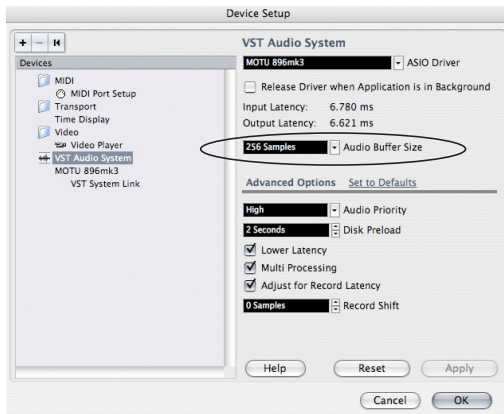 Device Setup
Devices
MIDI
MIDI Port Setup
Transport
Time Display
Video
Video Player
VST Audio System
MOTU 896mk3
VST System Link
VST Audio System
MOTU 896mk3 ASIO Driver
Release Driver when Application is in Background
Input Latency: 6.780 ms
Output Latency: 6.621 ms
256 Samples Audio Buffer Size
Advanced Options Set to Defaults
High Audio Priority
2 Seconds Disk Preload
Lower Latency
Multi Processing
Adjust for Record Latency
0 Samples Record Shift
Help Reset Apply
Cancel OK